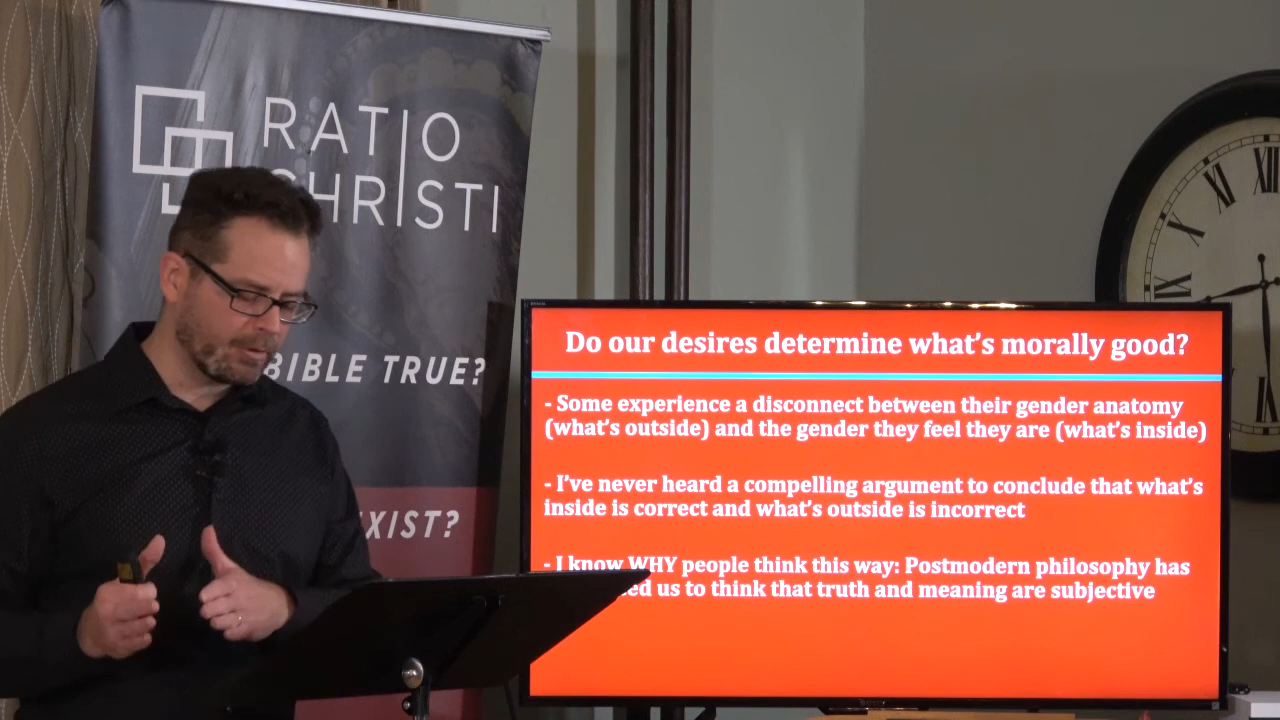 RATIO
CHRISTI
BIBLE TRUE?
EXIST?
Do our desires determine what's morally good?
- Some experience a disconnect between their gender anatomy
(what's outside) and the gender they feel they are (what's inside)
- I've never heard a compelling argument to conclude that what's
inside is correct and what's outside is incorrect
- I know WHY people think this way: Postmodern philosophy has
us to think that truth and meaning are subjective
XII
XI
X
IX